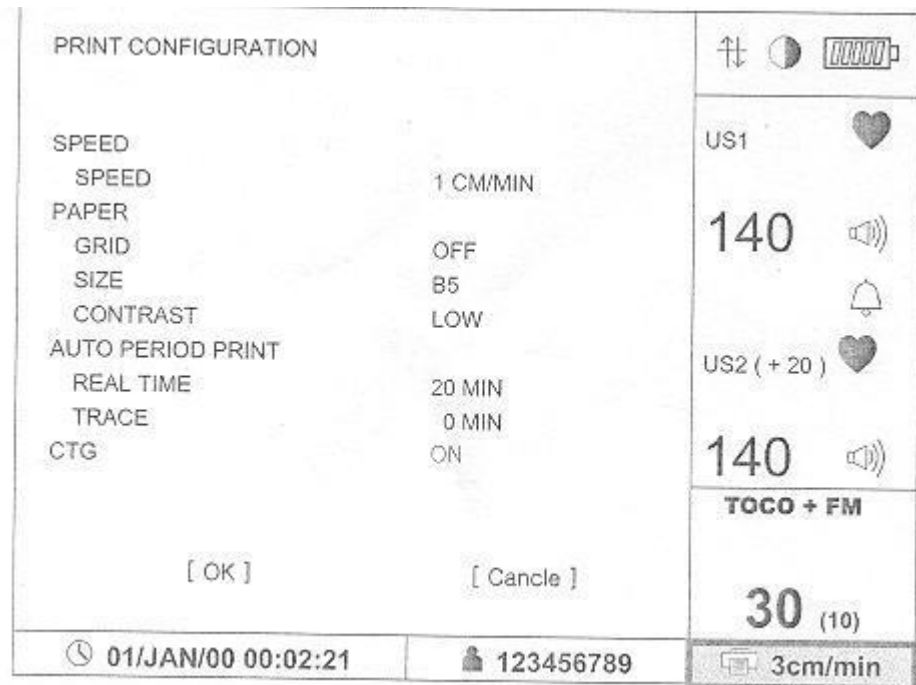 PRINT CONFIGURATION
SPEED
SPEED 1 CM/MIN
PAPER
GRID OFF
SIZE B5
CONTRAST LOW
AUTO PERIOD PRINT
REAL TIME 20 MIN
TRACE 0 MIN
CTG ON
[ OK ] [ Cancle ]
01/JAN/00 00:02:21 123456789
US1
140
US2 ( + 20 )
140
TOCO + FM
30 (10)
3cm/min